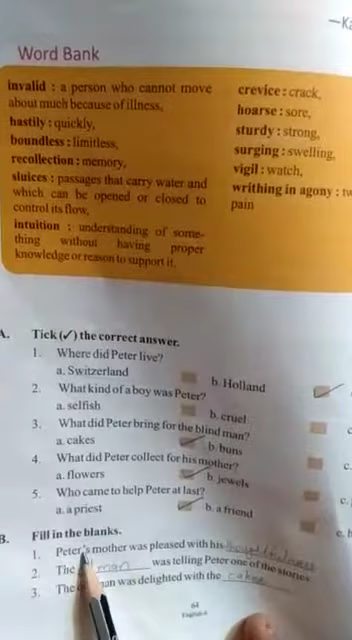 —Ka
Word Bank
invalid : a person who cannot move
about much because of illness,
hastily : quickly,
boundless : limitless,
recollection : memory,
sluices : passages that carry water and
which can be opened or closed to
control its flow,
intuition : understanding of some-
thing without having proper
knowledge or reason to support it.
crevice : crack,
hoarse : sore,
sturdy : strong,
surging : swelling,
vigil : watch,
writhing in agony : tw
pain
A. Tick (✓) the correct answer.
1. Where did Peter live?
a. Switzerland b. Holland
2. What kind of a boy was Peter?
a. selfish b. cruel c
3. What did Peter bring for the blind man?
a. cakes b. buns c
4. What did Peter collect for his mother?
a. flowers b. jewels c.
5. Who came to help Peter at last?
a. a priest b. a friend c. h
B. Fill in the blanks.
1. Peter's mother was pleased with his
2. The man was telling Peter one of the stories
3. The man was delighted with the cakes
64
English-4